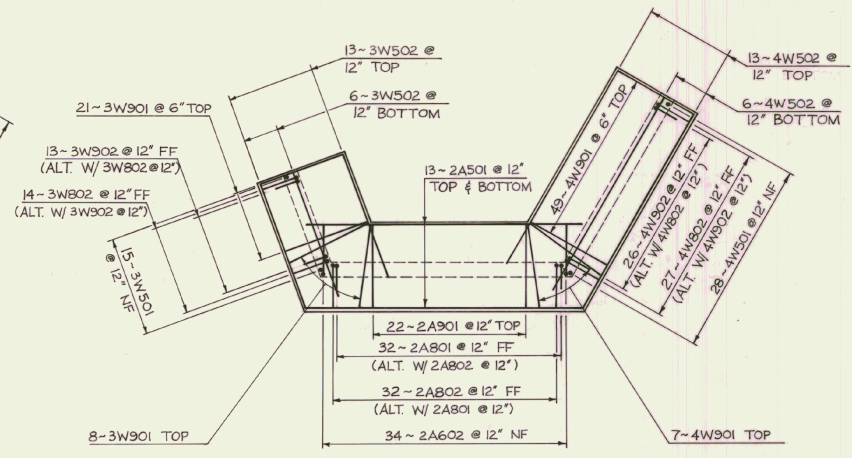 13~3W502 @
12" TOP
6~3W502 @
12" BOTTOM
21~3W901 @ 6" TOP
13~3W902 @ 12" FF
(ALT. W/ 3W802 @ 12")
14~3W802 @ 12" FF
(ALT. W/ 3W902 @ 12")
15~3W501
@ 12" NF
13~2A501 @ 12"
TOP & BOTTOM
13~4W502 @
12" TOP
6~4W502 @
12" BOTTOM
49~4W901 @ 6" TOP
26~4W902 @ 12" FF
(ALT. W/ 4W802 @ 12")
27~4W802 @ 12" FF
(ALT. W/ 4W902 @ 12")
28~4W501 @ 12" NF
22~2A901 @ 12" TOP
32~2A801 @ 12" FF
(ALT. W/ 2A802 @ 12")
32~2A802 @ 12" FF
(ALT. W/ 2A801 @ 12")
34~2A602 @ 12" NF
8~3W901 TOP
7~4W901 TOP